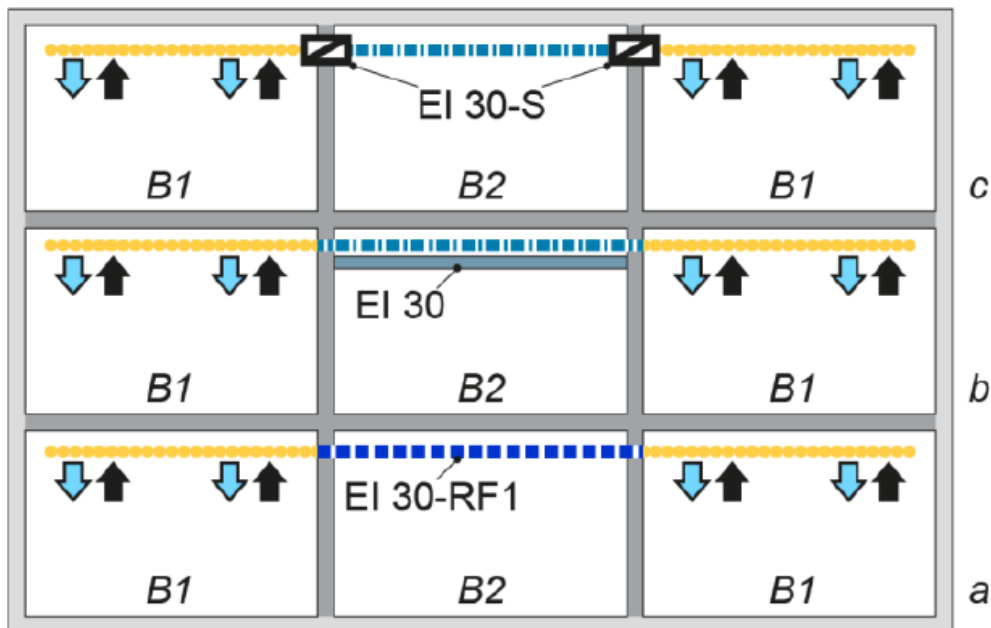 EI 30-S
B1 B2 B1 c
EI 30
B1 B2 B1 b
EI 30-RF1
B1 B2 B1 a